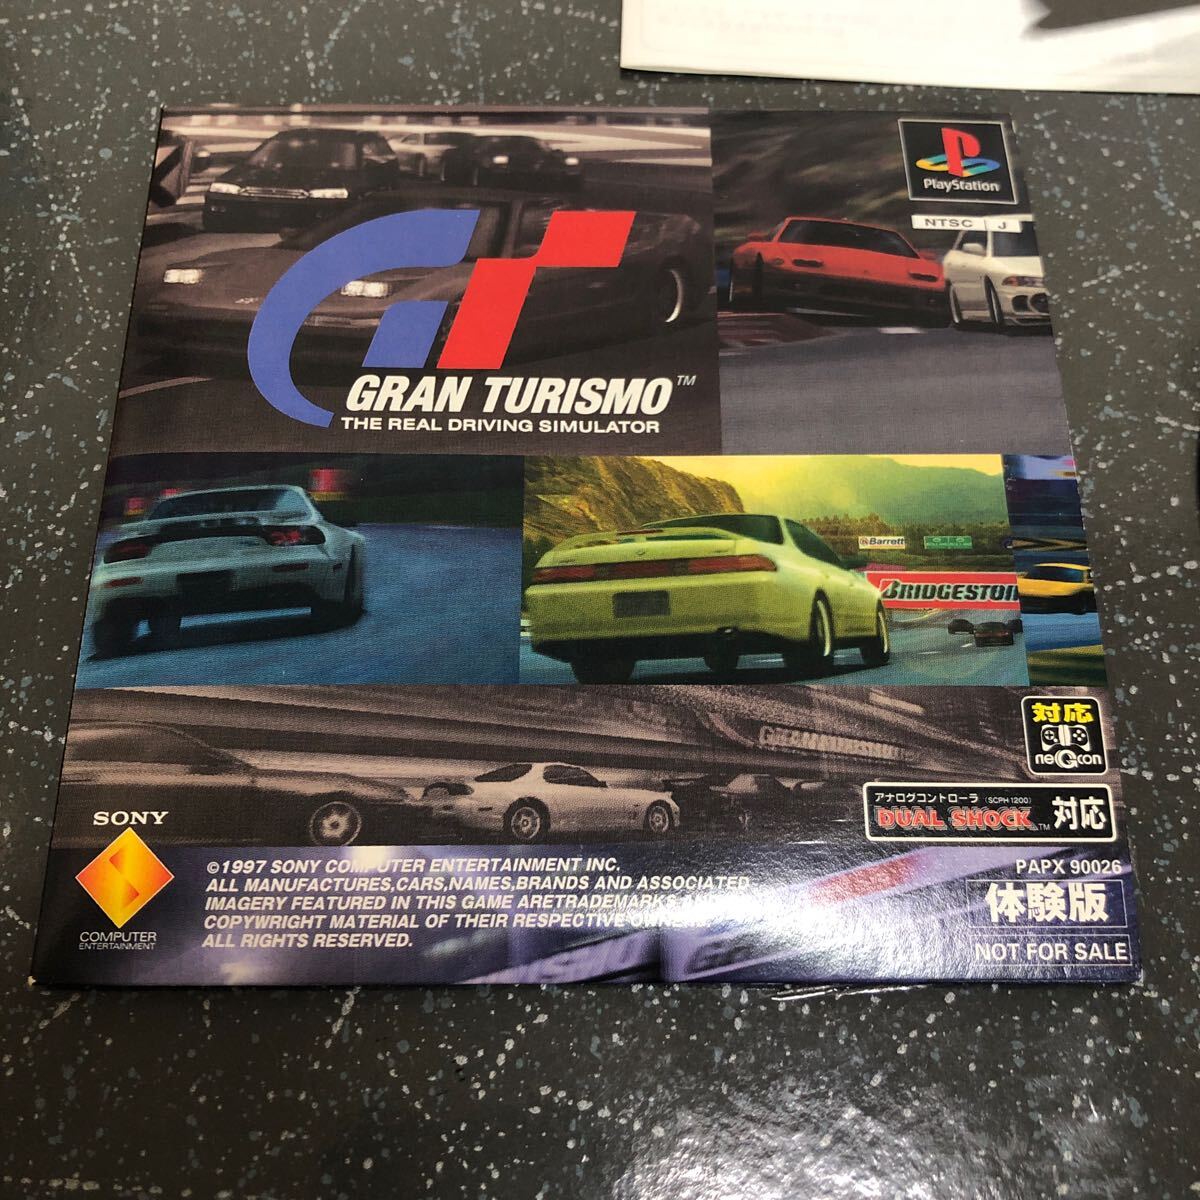 PlayStation
NTSC J
GRAN TURISMO™
THE REAL DRIVING SIMULATOR
Barrett
BRIDGESTON
GRAN TURISMO
対応
neGcon
アナログコントローラ (SCPH 1200)
DUAL SHOCK™ 対応
SONY
COMPUTER
ENTERTAINMENT
©1997 SONY COMPUTER ENTERTAINMENT INC.
ALL MANUFACTURES,CARS,NAMES,BRANDS AND ASSOCIATED
IMAGERY FEATURED IN THIS GAME ARETRADEMARKS AND
COPYWRIGHT MATERIAL OF THEIR RESPECTIVE OWNERS.
ALL RIGHTS RESERVED.
PAPX 90026
体験版
NOT FOR SALE